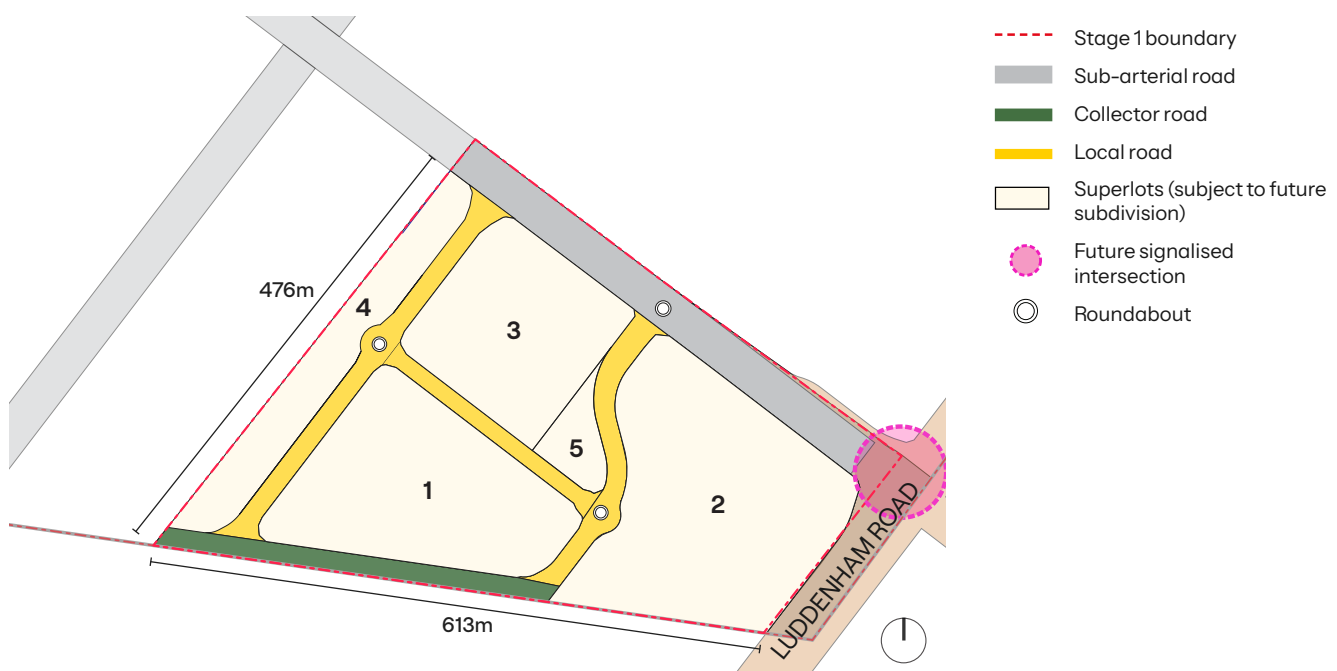 476m
4
3
5
1
2
613m
LUDDENHAM ROAD
Stage 1 boundary
Sub-arterial road
Collector road
Local road
Superlots (subject to future
subdivision)
Future signalised
intersection
Roundabout